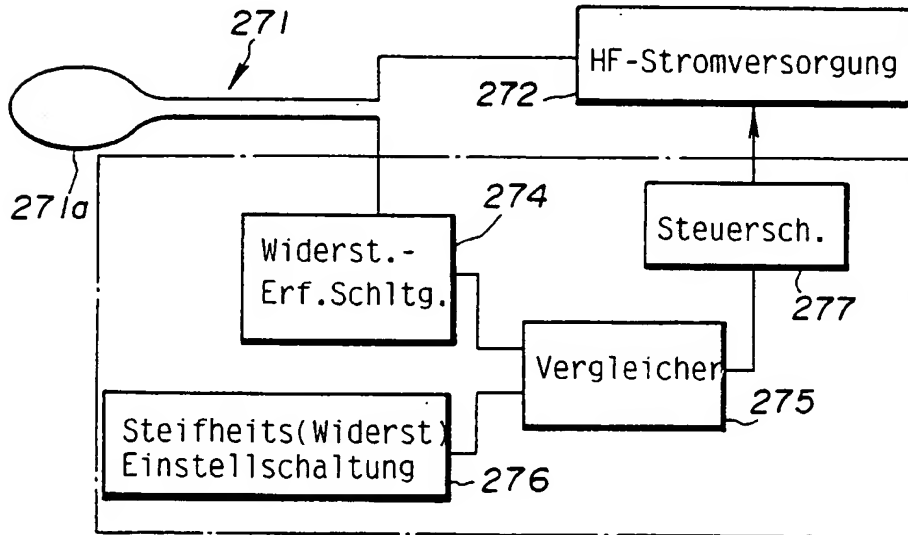 271
HF-Stromversorgung
272
271a
274
Widerst.-
Erf.Schltg.
Steuersch.
277
Vergleicher
275
Steifheits(Widerst)
Einstellschaltung
276